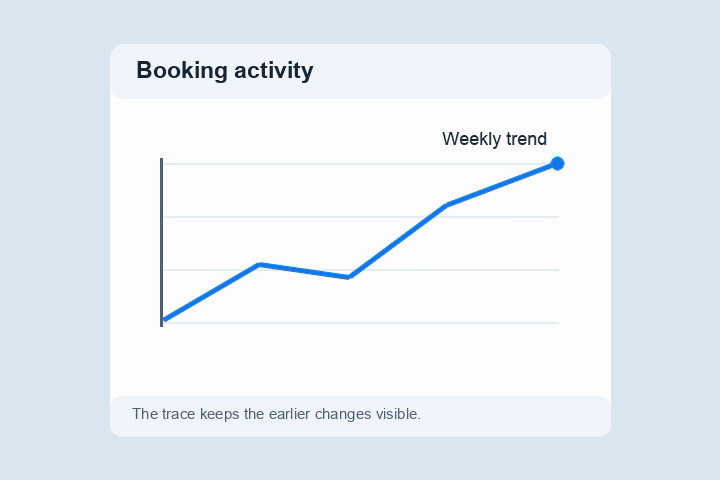 Booking activity
Weekly trend
The trace keeps the earlier changes visible.